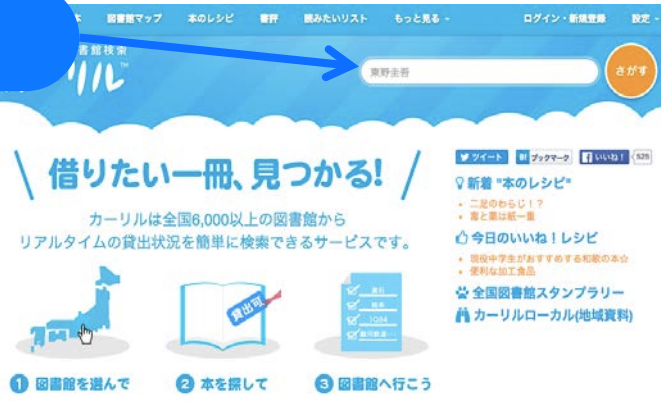 本 図書館マップ 本のレシピ 書評 読みたいリスト もっと見る ログイン・新規登録 設定
書館検索
東野圭吾
さがす
ツイート
B! ブックマーク
いいね！
525
借りたい一冊、見つかる!
カーリルは全国6,000以上の図書館から
リアルタイムの貸出状況を簡単に検索できるサービスです。
貸出可
1Q84
1 図書館を選んで
2 本を探して
3 図書館へ行こう
新着 "本のレシピ"
二足のわらじ！？
毒と薬は紙一重
今日のいいね！レシピ
現役中学生がおすすめする和歌の本☆
便利な加工食品
全国図書館スタンプラリー
カーリルローカル(地域資料)